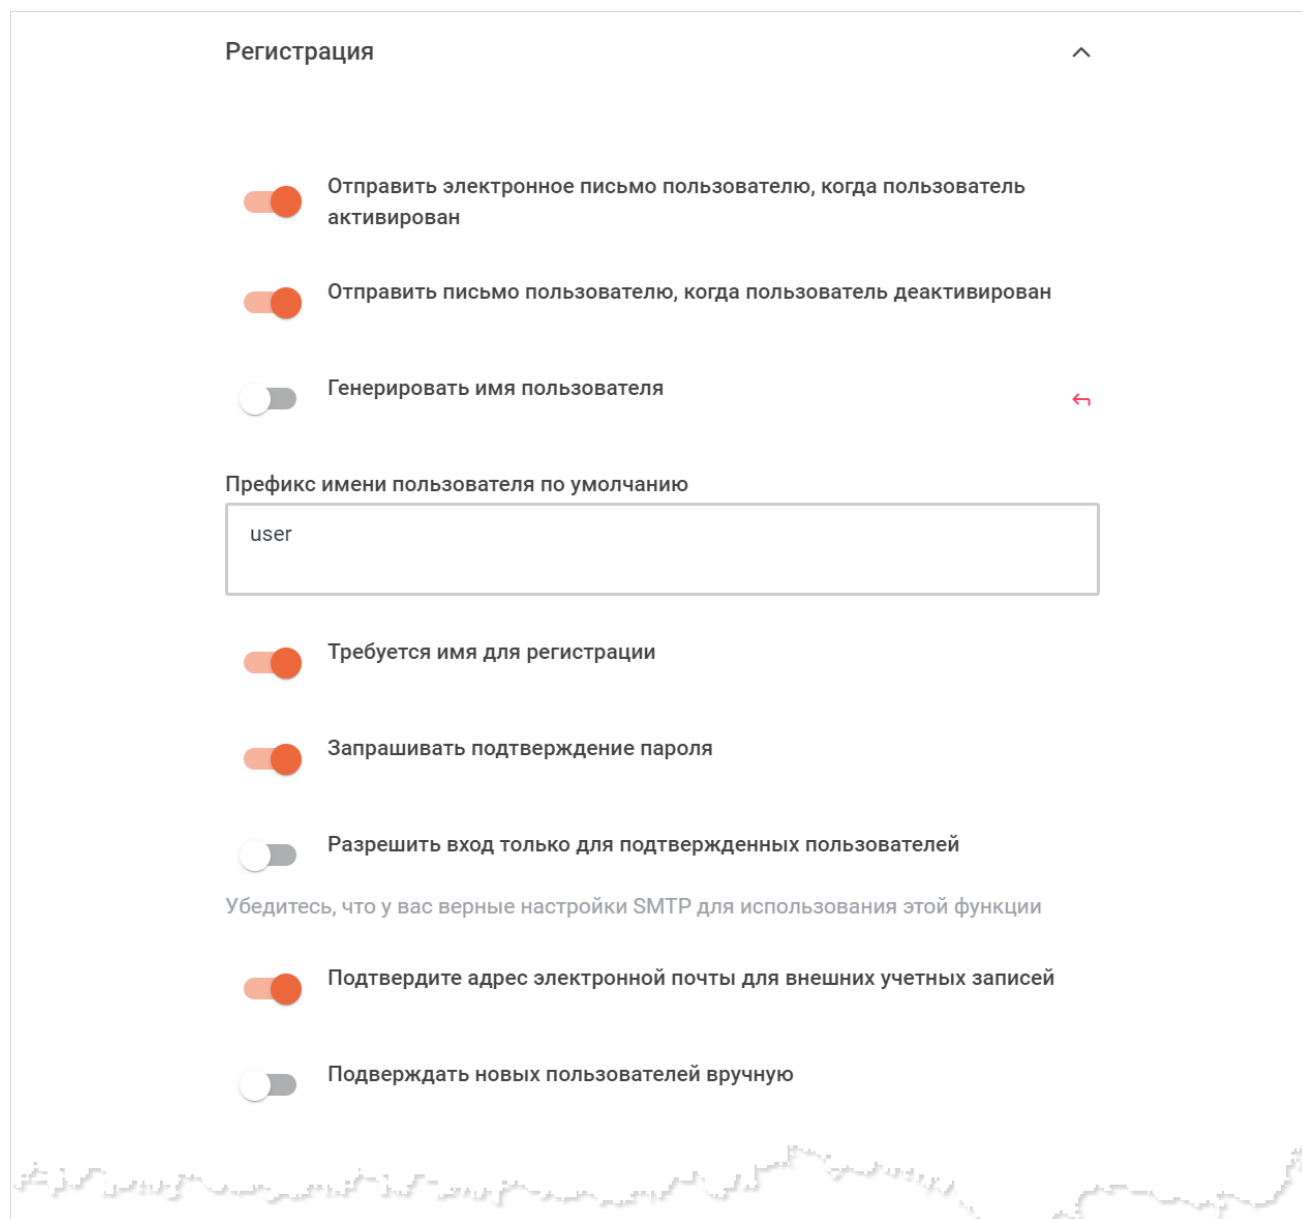 Регистрация
Отправить электронное письмо пользователю, когда пользователь
активирован
Отправить письмо пользователю, когда пользователь деактивирован
Генерировать имя пользователя
Префикс имени пользователя по умолчанию
user
Требуется имя для регистрации
Запрашивать подтверждение пароля
Разрешить вход только для подтвержденных пользователей
Убедитесь, что у вас верные настройки SMTP для использования этой функции
Подтвердите адрес электронной почты для внешних учетных записей
Подверждать новых пользователей вручную